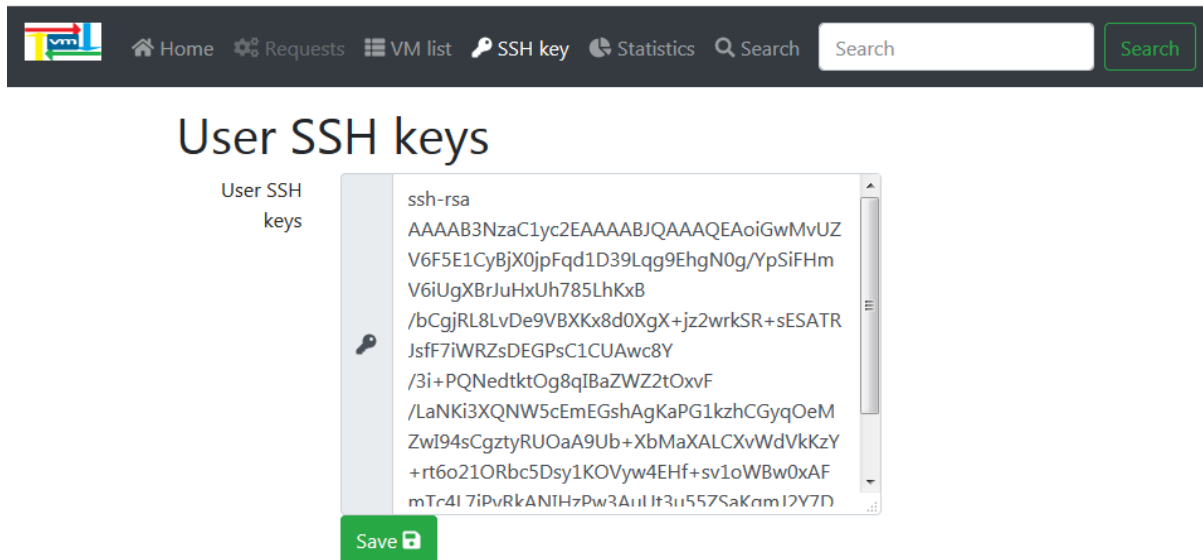 vm Home Requests VM list SSH key Statistics Search Search Search
User SSH keys
User SSH
keys
ssh-rsa
AAAAB3NzaC1yc2EAAAABJQAAAQEAoiGwMvUZ
V6F5E1CyBjX0jpFqd1D39Lqg9EhgN0g/YpSiFHm
V6iUgXBrJuHxUh785LhKxB
/bCgjRL8LvDe9VBXKx8d0XgX+jz2wrkSR+sESATR
JsfF7iWRZsDEGPsC1CUAwc8Y
/3i+PQNedtktOg8qIBaZWZ2tOxvF
/LaNKi3XQNW5cEmEGshAgKaPG1kzhCGyqOeM
ZwI94sCgztyRUOaA9Ub+XbMaXALCXvWdVkKzY
+rt6o21ORbc5Dsy1KOVyw4EHf+sv1oWBw0xAF
Save